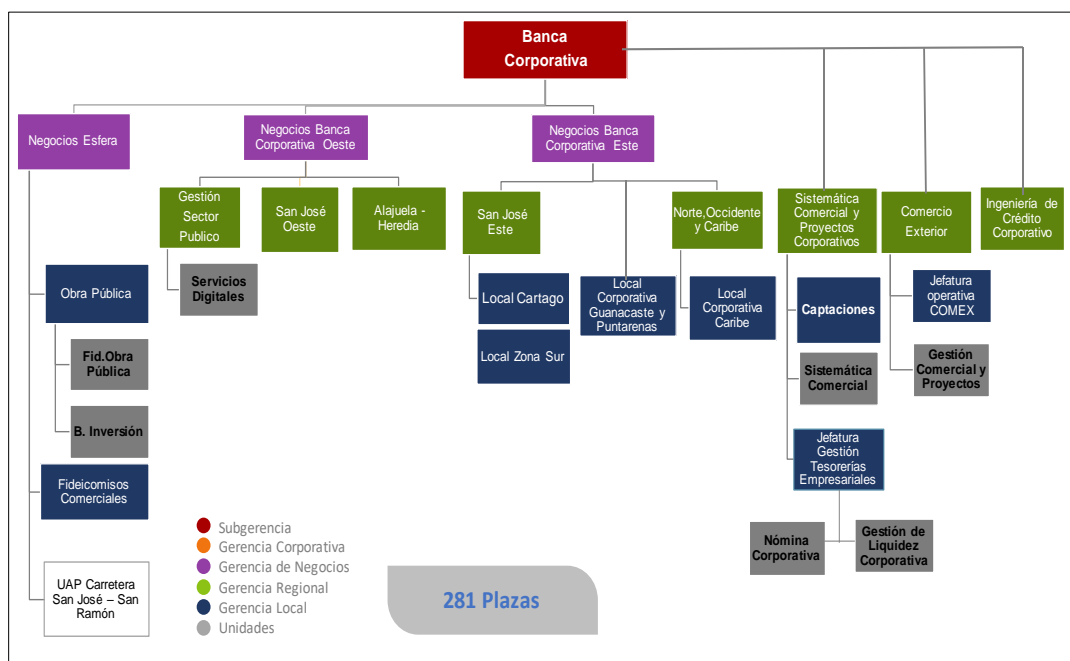 Banca
Corporativa
Negocios Esfera
Negocios Banca
Corporativa Oeste
Negocios Banca
Corporativa Este
Gestión
Sector
Publico
San José
Oeste
Alajuela -
Heredia
San José
Este
Norte,Occidente
y Caribe
Sistemática
Comercial y
Proyectos
Corporativos
Comercio
Exterior
Ingeniería de
Crédito
Corporativo
Obra Pública
Servicios
Digitales
Local Cartago
Local
Corporativa
Guanacaste y
Puntarenas
Local
Corporativa
Caribe
Captaciones
Jefatura
operativa
COMEX
Fid.Obra
Pública
Local Zona Sur
Sistemática
Comercial
Gestión
Comercial y
Proyectos
B. Inversión
Jefatura
Gestión
Tesorerías
Empresariales
Fideicomisos
Comerciales
Nómina
Corporativa
Gestión de
Liquidez
Corporativa
UAP Carretera
San José – San
Ramón
Subgerencia
Gerencia Corporativa
Gerencia de Negocios
Gerencia Regional
Gerencia Local
Unidades
281 Plazas